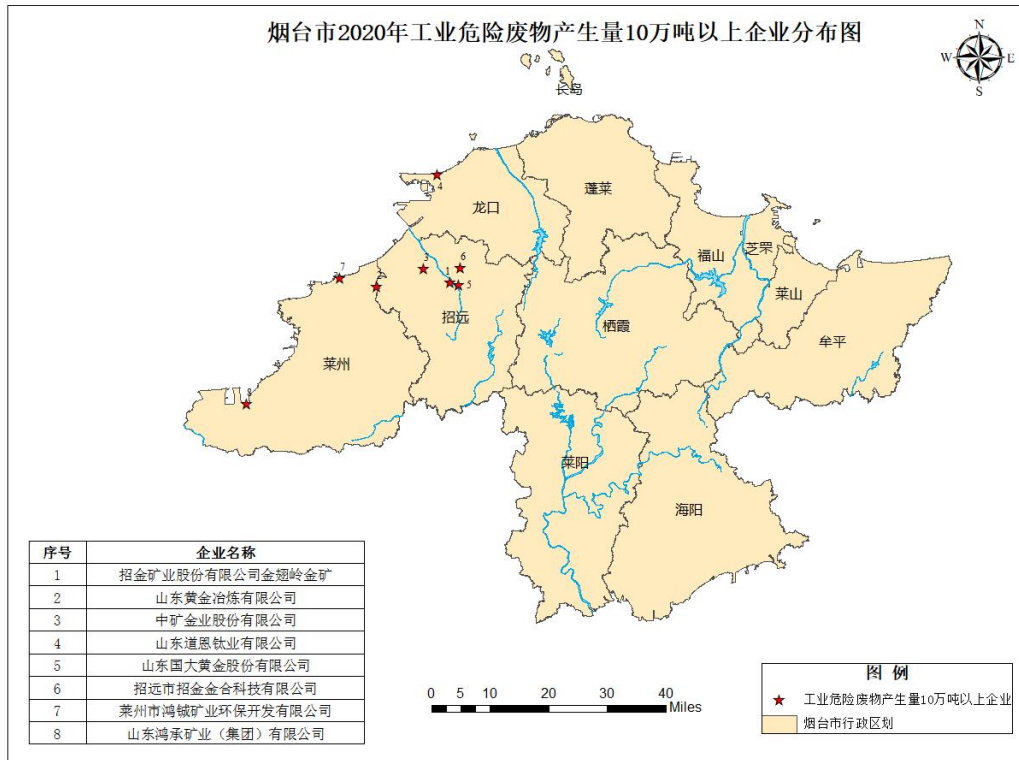 烟台市2020年工业危险废物产生量10万吨以上企业分布图
N
W
E
S
长岛
4
蓬莱
龙口
福山
芝罘
7
2
3
1
6
5
莱山
招远
栖霞
牟平
莱州
8
莱阳
海阳
序号 企业名称
1 招金矿业股份有限公司金翅岭金矿
2 山东黄金冶炼有限公司
3 中矿金业股份有限公司
4 山东道恩钛业有限公司
5 山东国大黄金股份有限公司
6 招远市招金金合科技有限公司
7 莱州市鸿铖矿业环保开发有限公司
8 山东鸿承矿业（集团）有限公司
0 5 10 20 30 40
Miles
图 例
工业危险废物产生量10万吨以上企业
烟台市行政区划